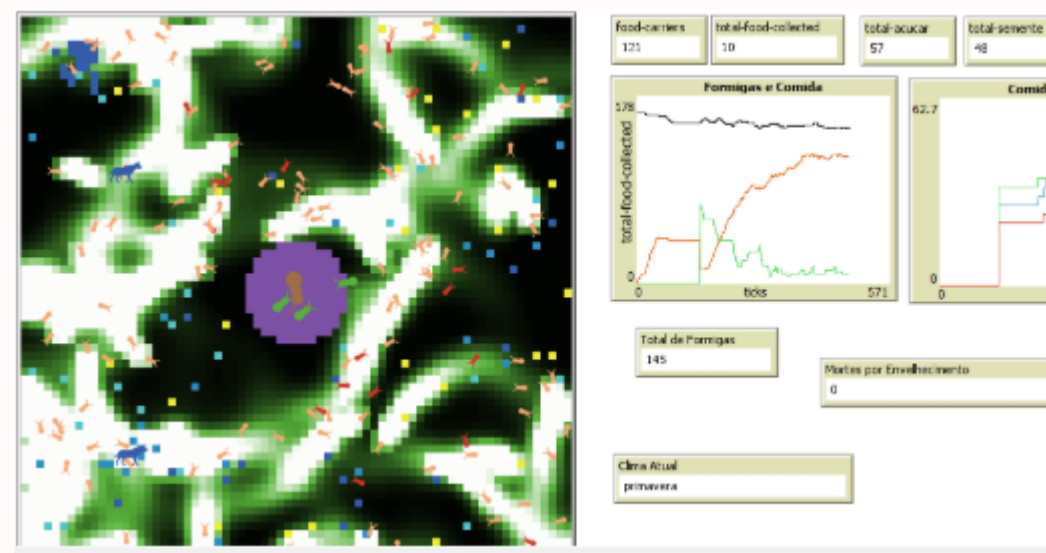 food-carriers
121
total-food-collected
10
total-acucar
57
total-semente
48
Formigas e Comida
178
total-food-collected
0
0
ticks
571
Comid
62.7
0
0
Total de Formigas
145
Mortes por Envelhecimento
0
Clima Atual
primavera